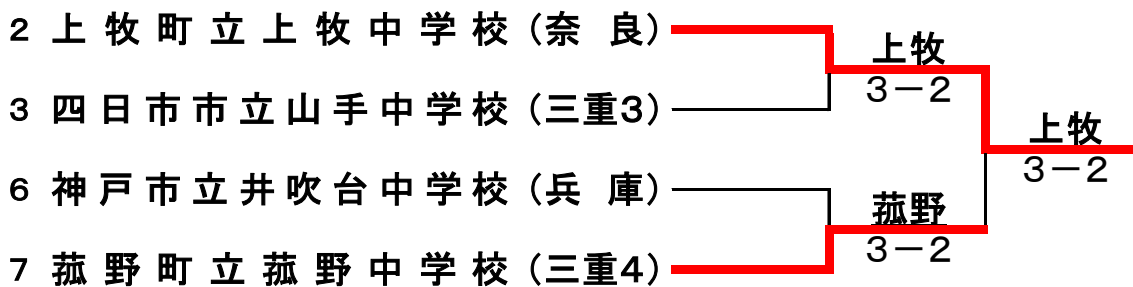 2 上牧町立上牧中学校（奈 良）
上牧
3－2
3 四日市市立山手中学校（三重3）
上牧
3－2
6 神戸市立井吹台中学校（兵 庫）
菰野
3－2
7 菰野町立菰野中学校（三重4）